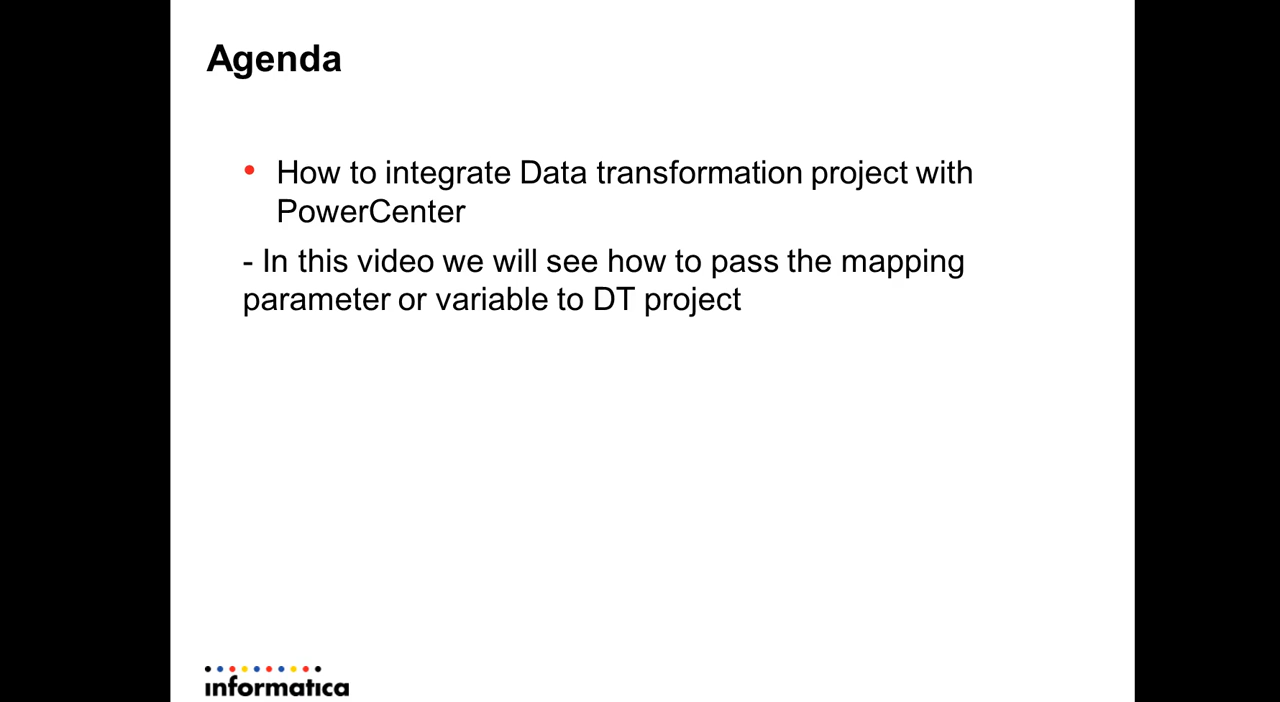 Agenda
• How to integrate Data transformation project with
PowerCenter
- In this video we will see how to pass the mapping
parameter or variable to DT project
informatica